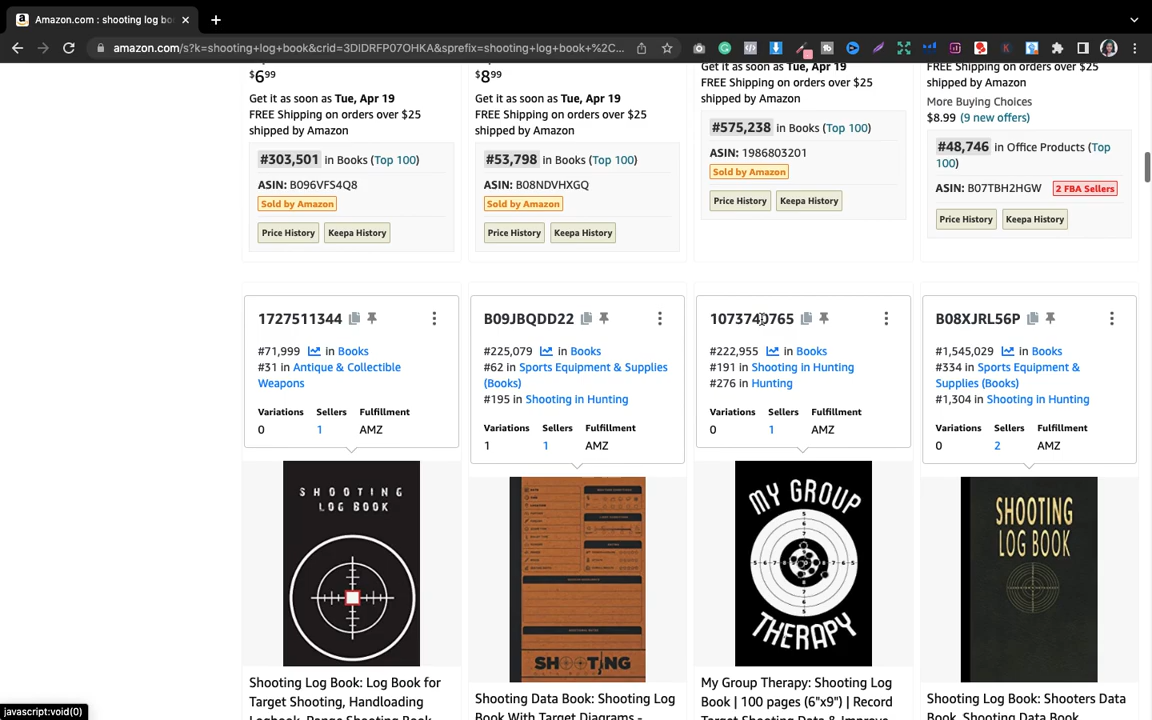 Amazon.com : shooting log bo
amazon.com/s?k=shooting+log+book&crid=3DIDRFP07OHKA&sprefix=shooting+log+book+%2C...
$6.99
Get it as soon as Tue, Apr 19
FREE Shipping on orders over $25
shipped by Amazon
#303,501 in Books (Top 100)
ASIN: B096VFS4Q8
Sold by Amazon
Price History Keepa History
$8.99
Get it as soon as Tue, Apr 19
FREE Shipping on orders over $25
shipped by Amazon
#53,798 in Books (Top 100)
ASIN: B08NDVHXGQ
Sold by Amazon
Price History Keepa History
Get it as soon as Tue, Apr 19
FREE Shipping on orders over $25
shipped by Amazon
#575,238 in Books (Top 100)
ASIN: 1986803201
Sold by Amazon
Price History Keepa History
FREE Shipping on orders over $25
shipped by Amazon
More Buying Choices
$8.99 (9 new offers)
#48,746 in Office Products (Top
100)
ASIN: B07TBH2HGW 2 FBA Sellers
Price History Keepa History
1727511344
#71,999 in Books
#31 in Antique & Collectible
Weapons
Variations Sellers Fulfillment
0 1 AMZ
SHOOTING
LOG BOOK
Shooting Log Book: Log Book for
Target Shooting, Handloading
Logbook, Range Shooting Book
B09JBQDD22
#225,079 in Books
#62 in Sports Equipment & Supplies
(Books)
#195 in Shooting in Hunting
Variations Sellers Fulfillment
1 1 AMZ
SHOOTING
Shooting Data Book: Shooting Log
Book With Target Diagrams -
1073740765
#222,955 in Books
#191 in Shooting in Hunting
#276 in Hunting
Variations Sellers Fulfillment
0 1 AMZ
MY GROUP
THERAPY
My Group Therapy: Shooting Log
Book | 100 pages (6"x9") | Record
Target Shooting Data & Improve
B08XJRL56P
#1,545,029 in Books
#334 in Sports Equipment &
Supplies (Books)
#1,304 in Shooting in Hunting
Variations Sellers Fulfillment
0 2 AMZ
SHOOTING
LOG BOOK
Shooting Log Book: Shooters Data
Book, Shooting Data Book
javascript:void(0)